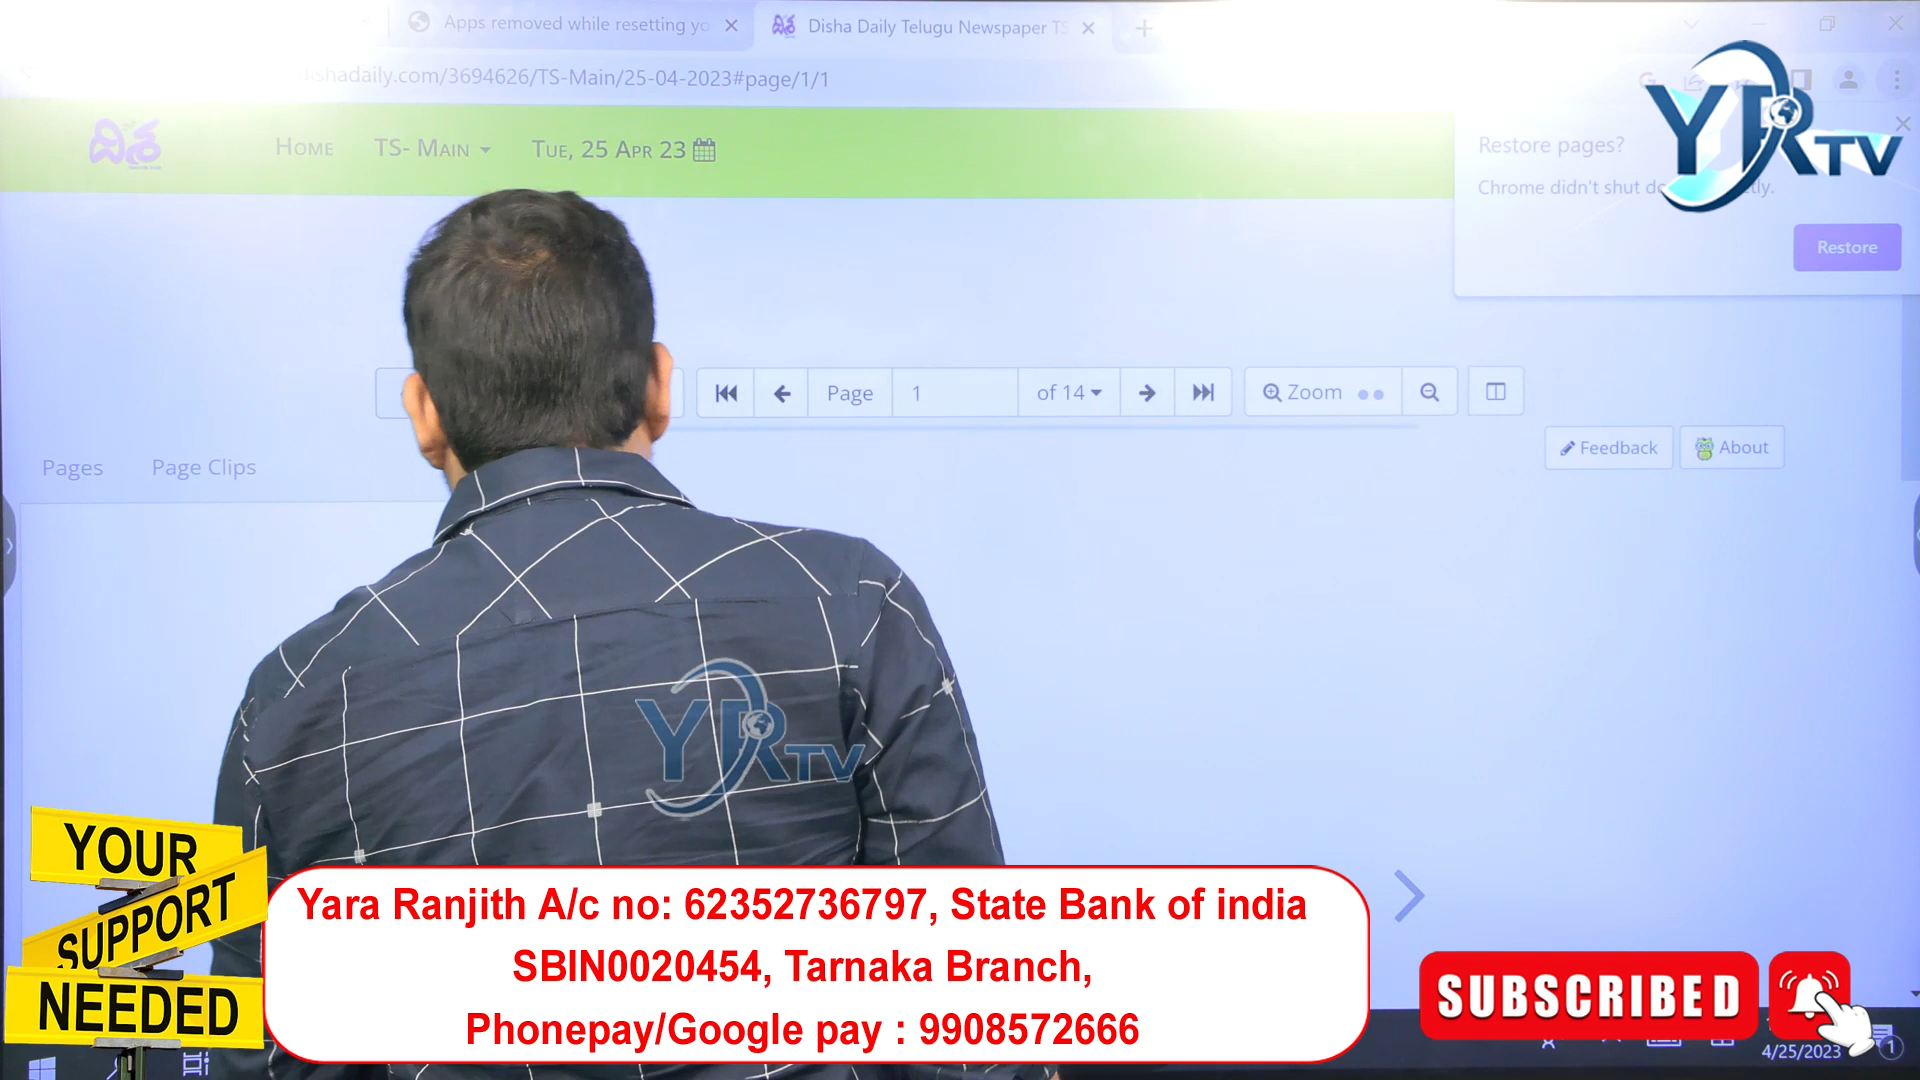 Apps removed while resetting yo
Disha Daily Telugu Newspaper TS
ishadaily.com/3694626/TS-Main/25-04-2023#page/1/1
దిశ
HOME
TS- MAIN
TUE, 25 APR 23
Restore pages?
Chrome didn't shut do
tly.
Restore
YRTV
Page
1
of 14
Zoom
Feedback
About
Pages
Page Clips
YRTV
YOUR
SUPPORT
NEEDED
Yara Ranjith A/c no: 62352736797, State Bank of india
SBIN0020454, Tarnaka Branch,
Phonepay/Google pay : 9908572666
SUBSCRIBED
4/25/2023
1